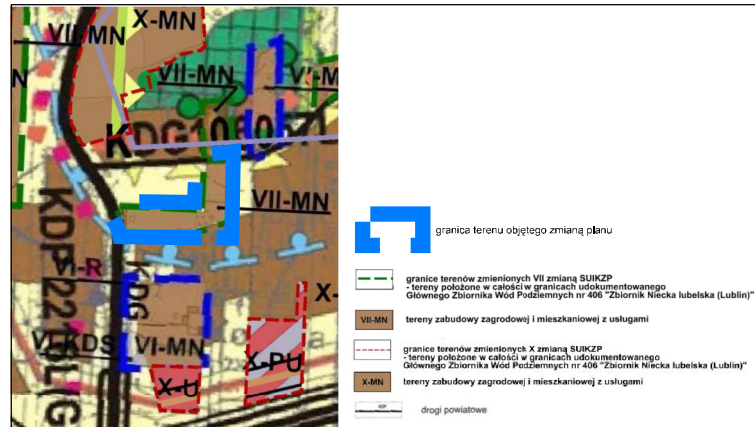 X-MN
VII-MN
VII-MN
KDG
VII-MN
VI-R
KDG
VI-KDS
VI-MN
X-PU
X-U
granica terenu objętego zmianą planu
granice terenów zmienionych VII zmianą SUIKZP
- tereny położone w całości w granicach udokumentowanego
Głównego Zbiornika Wód Podziemnych nr 406 "Zbiornik Niecka lubelska (Lublin)"
VII-MN
tereny zabudowy zagrodowej i mieszkaniowej z usługami
granice terenów zmienionych X zmianą SUIKZP
- tereny położone w całości w granicach udokumentowanego
Głównego Zbiornika Wód Podziemnych nr 406 "Zbiornik Niecka lubelska (Lublin)"
X-MN
tereny zabudowy zagrodowej i mieszkaniowej z usługami
KDP
drogi powiatowe